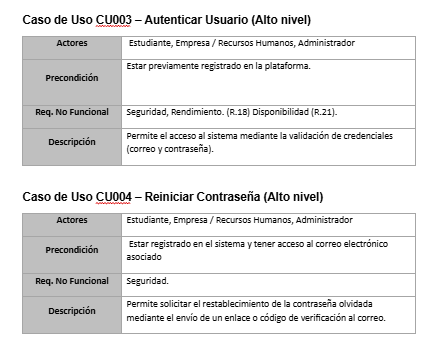 Caso de Uso CU003 – Autenticar Usuario (Alto nivel)
Actores
Estudiante, Empresa / Recursos Humanos, Administrador
Precondición
Estar previamente registrado en la plataforma.
Req. No Funcional
Seguridad, Rendimiento. (R.18) Disponibilidad (R.21).
Descripción
Permite el acceso al sistema mediante la validación de credenciales
(correo y contraseña).
Caso de Uso CU004 – Reiniciar Contraseña (Alto nivel)
Actores
Estudiante, Empresa / Recursos Humanos, Administrador
Precondición
Estar registrado en el sistema y tener acceso al correo electrónico
asociado
Req. No Funcional
Seguridad.
Descripción
Permite solicitar el restablecimiento de la contraseña olvidada
mediante el envío de un enlace o código de verificación al correo.